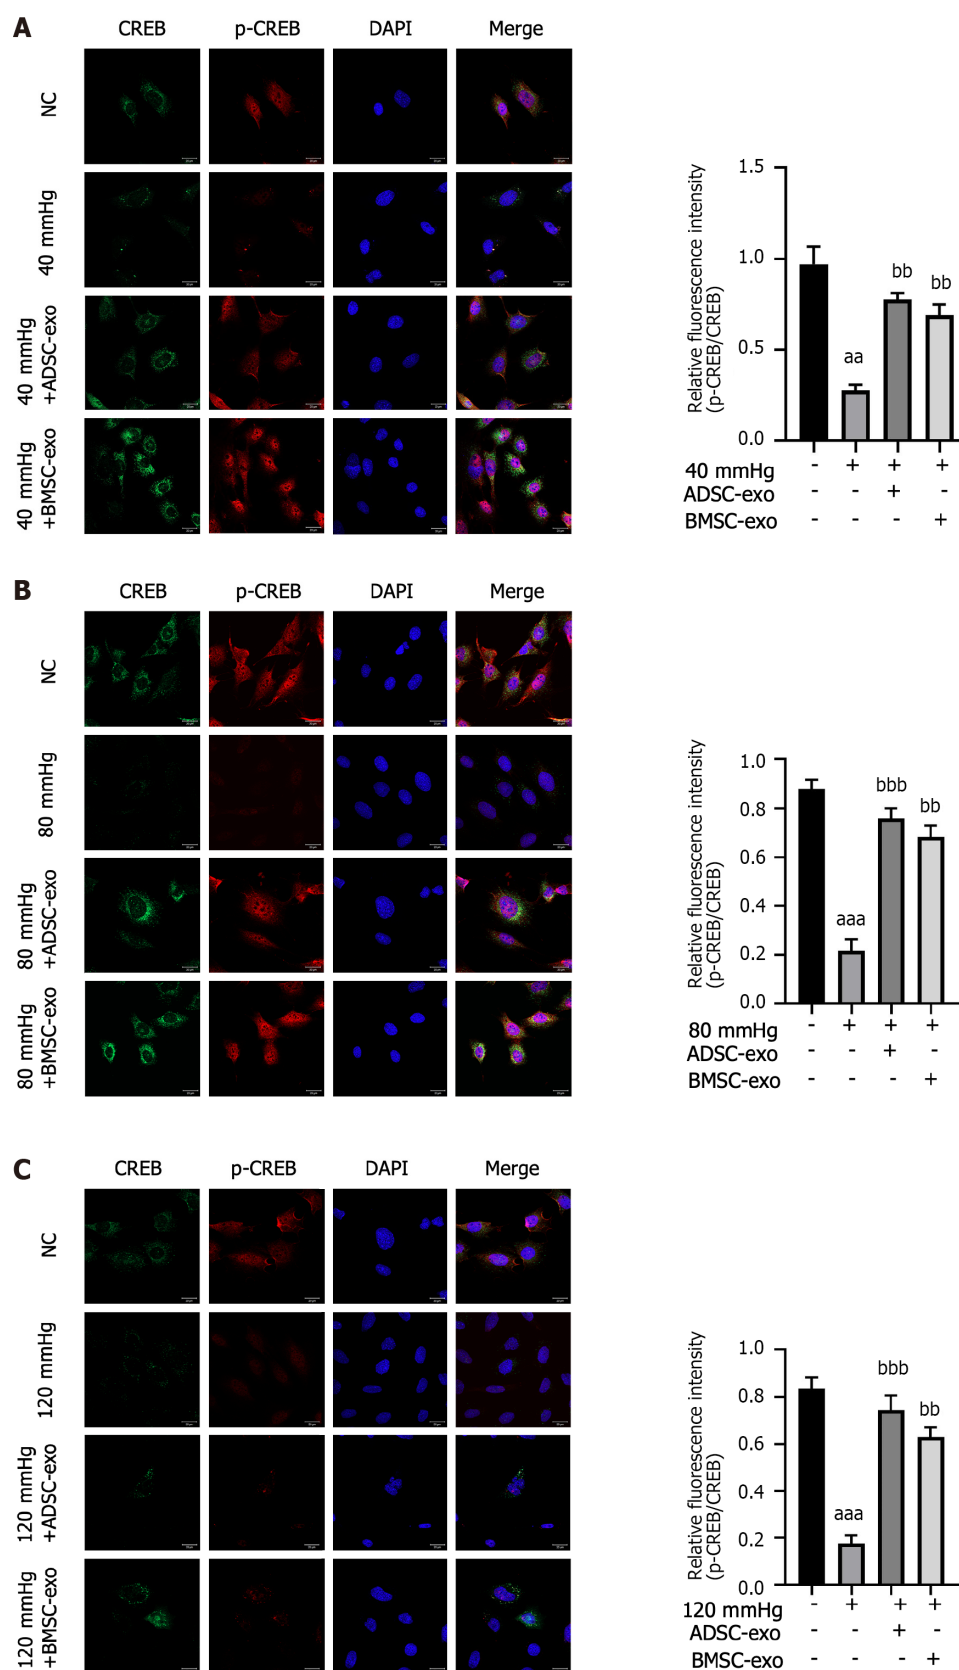 A
CREB p-CREB DAPI Merge
NC
40 mmHg
40 mmHg
+ADSC-exo
40 mmHg
+BMSC-exo
Relative fluorescence intensity
(p-CREB/CREB)
1.5
1.0
0.5
0.0
aa
bb
bb
40 mmHg - + + +
ADSC-exo - - + -
BMSC-exo - - - +
B
CREB p-CREB DAPI Merge
NC
80 mmHg
80 mmHg
+ADSC-exo
80 mmHg
+BMSC-exo
Relative fluorescence intensity
(p-CREB/CREB)
1.0
0.8
0.6
0.4
0.2
0.0
aaa
bbb
bb
80 mmHg - + + +
ADSC-exo - - + -
BMSC-exo - - - +
C
CREB p-CREB DAPI Merge
NC
120 mmHg
120 mmHg
+ADSC-exo
120 mmHg
+BMSC-exo
Relative fluorescence intensity
(p-CREB/CREB)
1.0
0.8
0.6
0.4
0.2
0.0
aaa
bbb
bb
120 mmHg - + + +
ADSC-exo - - + -
BMSC-exo - - - +